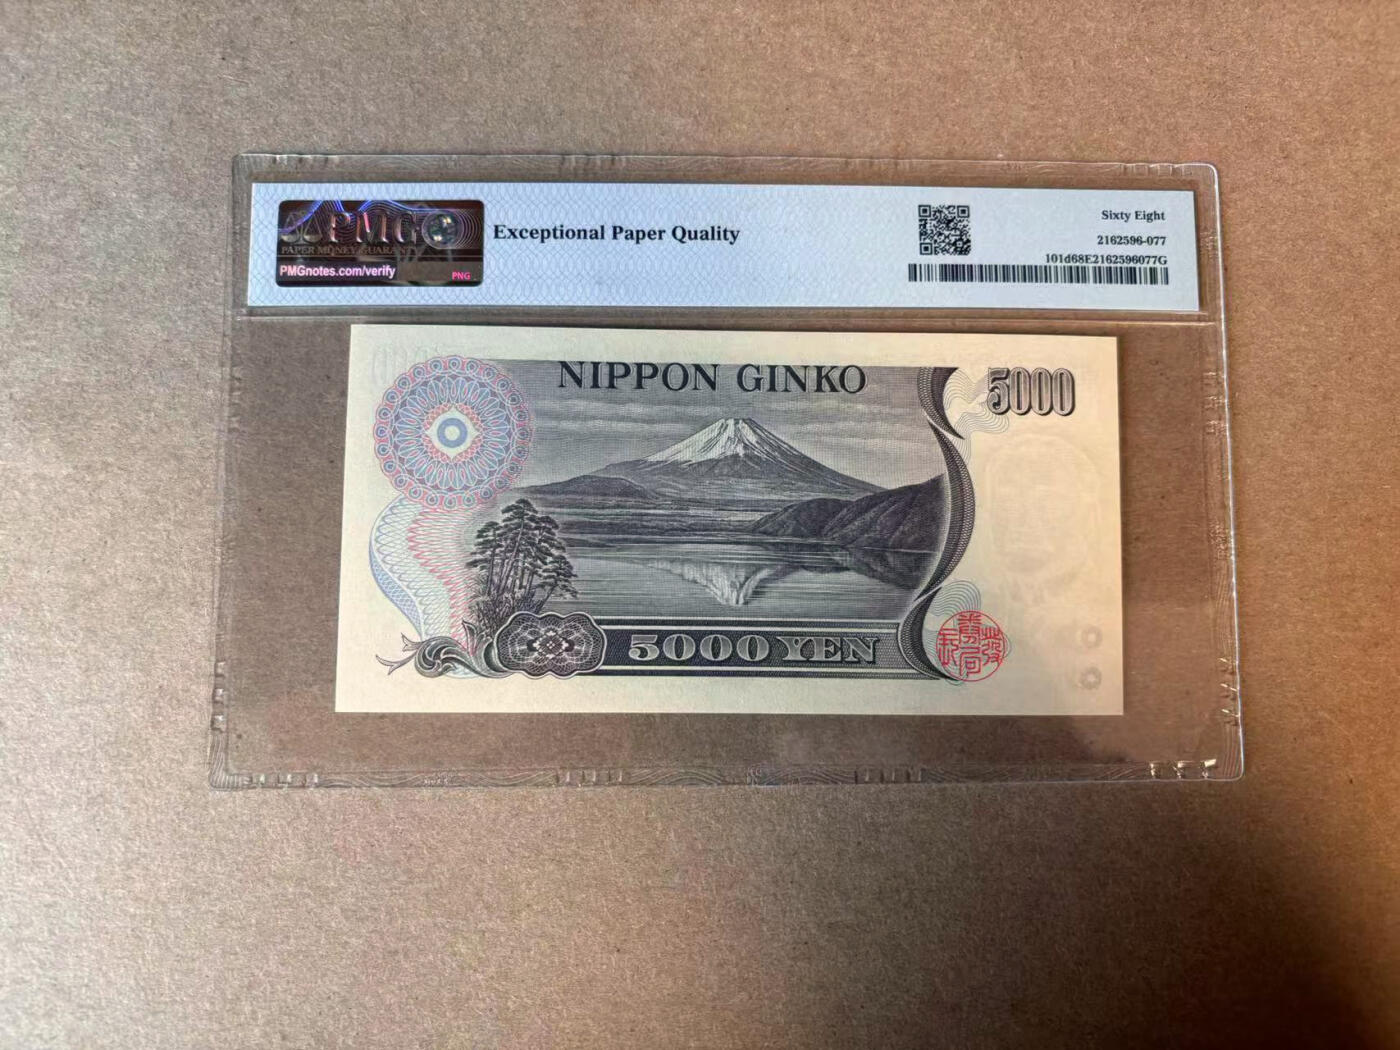 PMG
PAPER MONEY GUARANTY
PMGnotes.com/verify
PNG
Exceptional Paper Quality
Sixty Eight
2162596-077
101d68E2162596077G
NIPPON GINKO
5000
5000 YEN